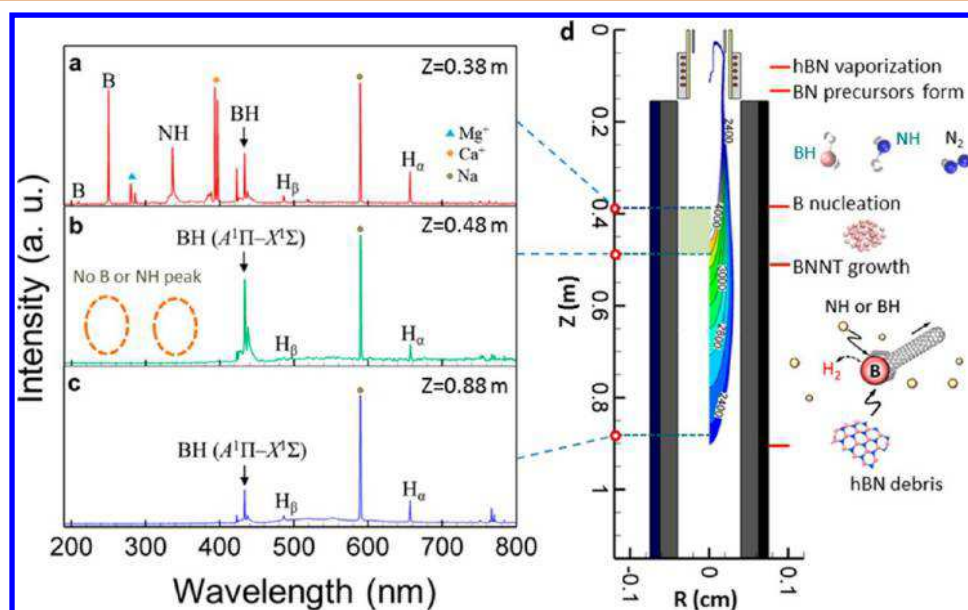 a
Z=0.38 m
B
B
NH
BH
Hβ
Hα
Mg⁺
Ca⁺
Na
b
Z=0.48 m
BH (A¹Π–X¹Σ)
No B or NH peak
Hβ
Hα
c
Z=0.88 m
BH (A¹Π–X¹Σ)
Hβ
Hα
Intensity (a. u.)
200 300 400 500 600 700 800
Wavelength (nm)
d
0
0.2
0.4
0.6
0.8
1
Z (m)
-0.1 0 0.1
R (cm)
2400
4000
3000
2600
2400
hBN vaporization
BN precursors form
BH
NH
N₂
B nucleation
BNNT growth
NH or BH
H₂
B
hBN debris